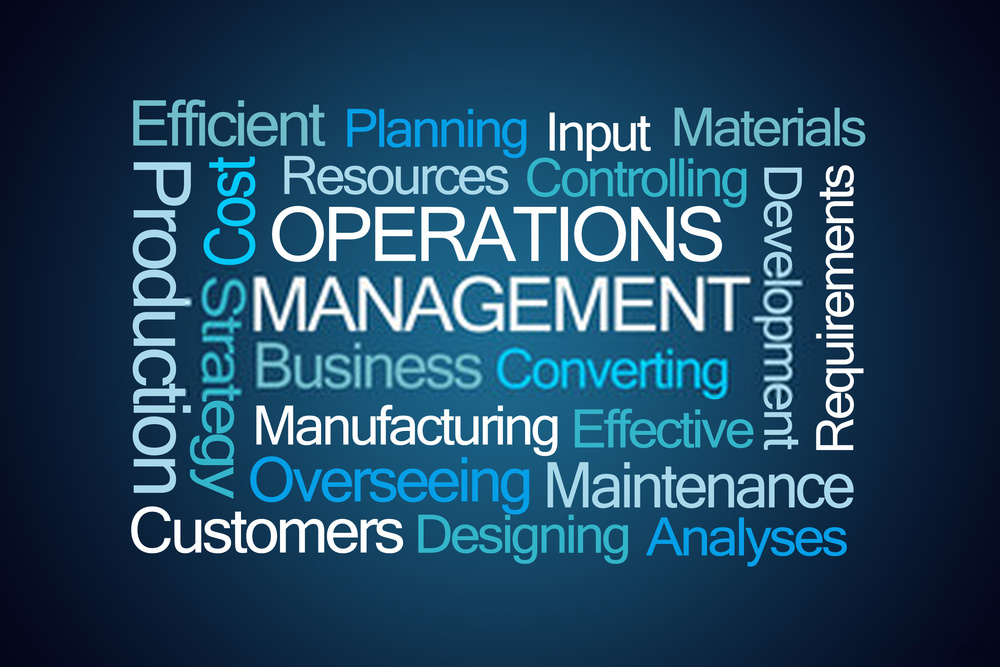 Efficient Planning Input Materials
Production
Cost
Resources Controlling
Development
Requirements
OPERATIONS
MANAGEMENT
Strategy
Business Converting
Manufacturing Effective
Overseeing Maintenance
Customers Designing Analyses